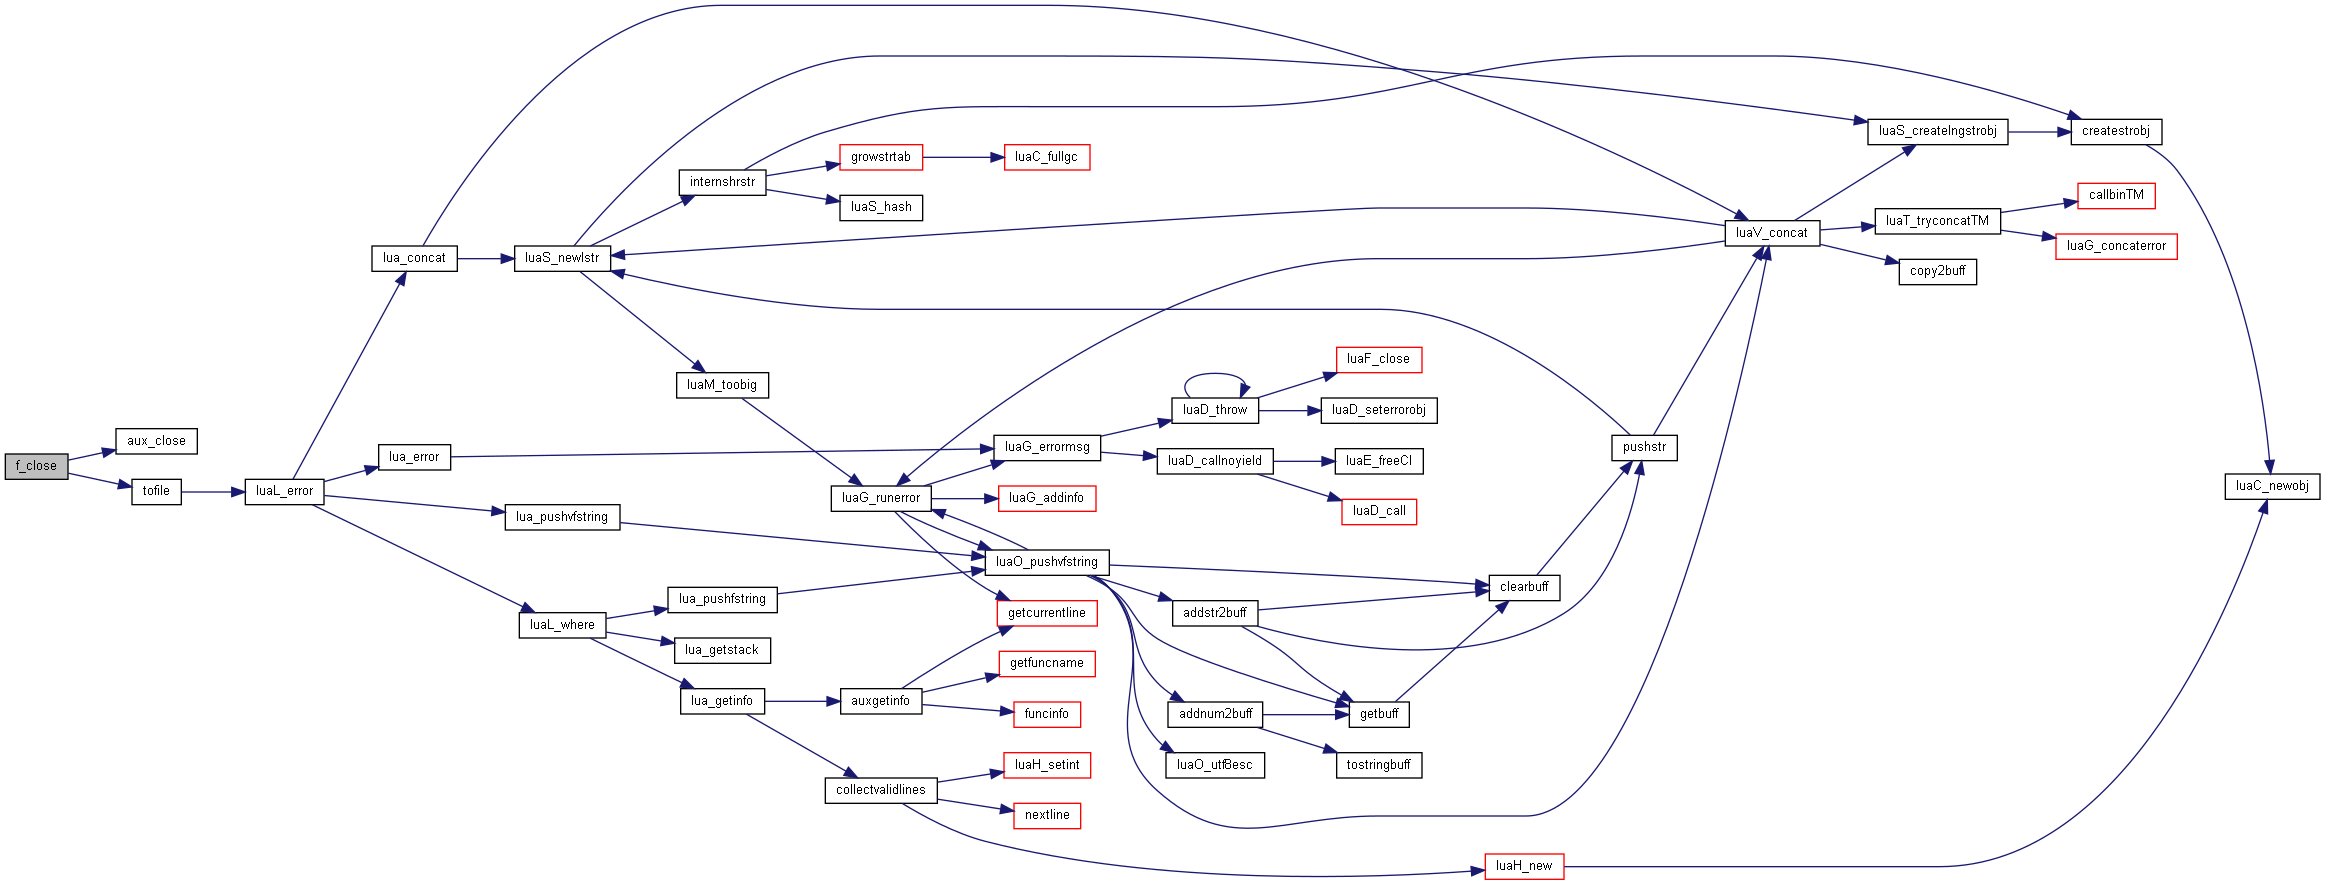 f_close
aux_close
tofile
luaL_error
lua_concat
lua_error
lua_pushvfstring
luaL_where
luaS_newlstr
internshrstr
luaM_toobig
lua_pushfstring
lua_getstack
lua_getinfo
growstrtab
luaS_hash
luaG_runerror
auxgetinfo
collectvalidlines
luaC_fullgc
luaG_errormsg
luaG_addinfo
luaO_pushvfstring
getcurrentline
getfuncname
funcinfo
luaH_setint
nextline
luaD_throw
luaD_callnoyield
addstr2buff
addnum2buff
luaO_utf8esc
luaF_close
luaD_seterrorobj
luaE_freeCI
luaD_call
getbuff
tostringbuff
clearbuff
luaH_new
pushstr
luaV_concat
luaS_createlngstrobj
luaT_tryconcatTM
copy2buff
createstrobj
callbinTM
luaG_concaterror
luaC_newobj